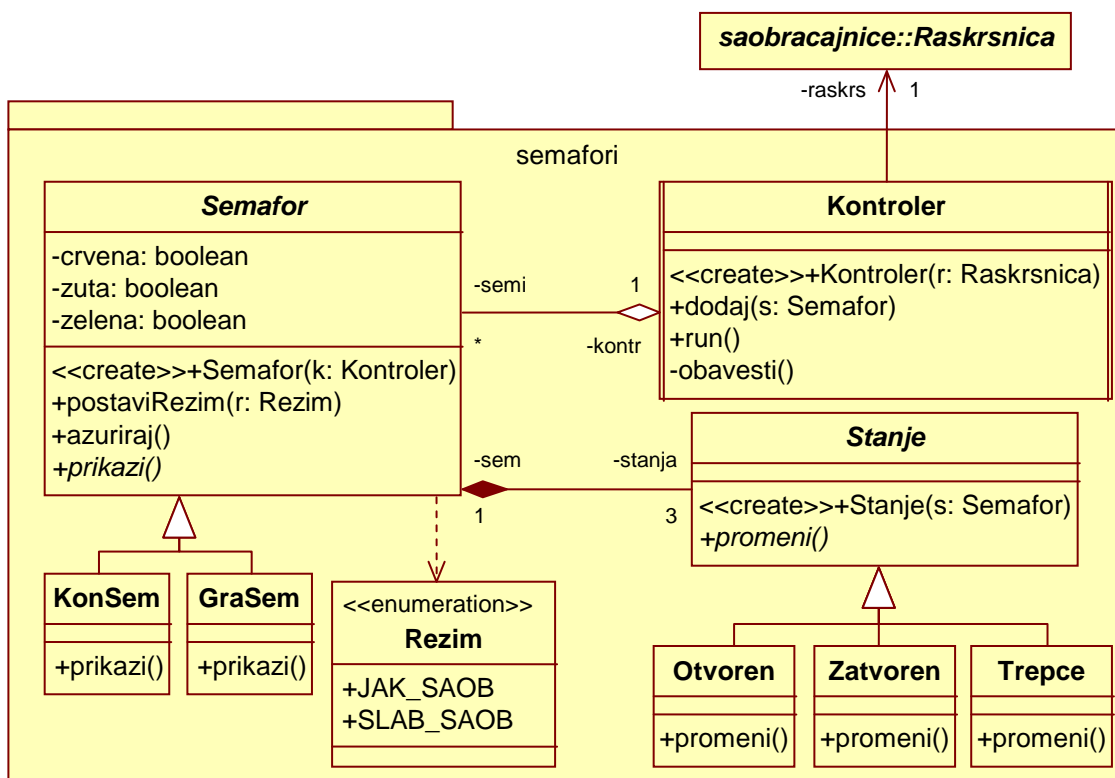 saobracajnice::Raskrsnica
-raskrs 1
semafori
Semafor
-crvena: boolean
-zuta: boolean
-zelena: boolean
<<create>>+Semafor(k: Kontroler)
+postaviRezim(r: Rezim)
+azuriraj()
+prikazi()
-semi 1
* -kontr
Kontroler
<<create>>+Kontroler(r: Raskrsnica)
+dodaj(s: Semafor)
+run()
-obavesti()
-sem -stanja
1 3
Stanje
<<create>>+Stanje(s: Semafor)
+promeni()
KonSem
+prikazi()
GraSem
+prikazi()
<<enumeration>>
Rezim
+JAK_SAOB
+SLAB_SAOB
Otvoren
+promeni()
Zatvoren
+promeni()
Trepce
+promeni()